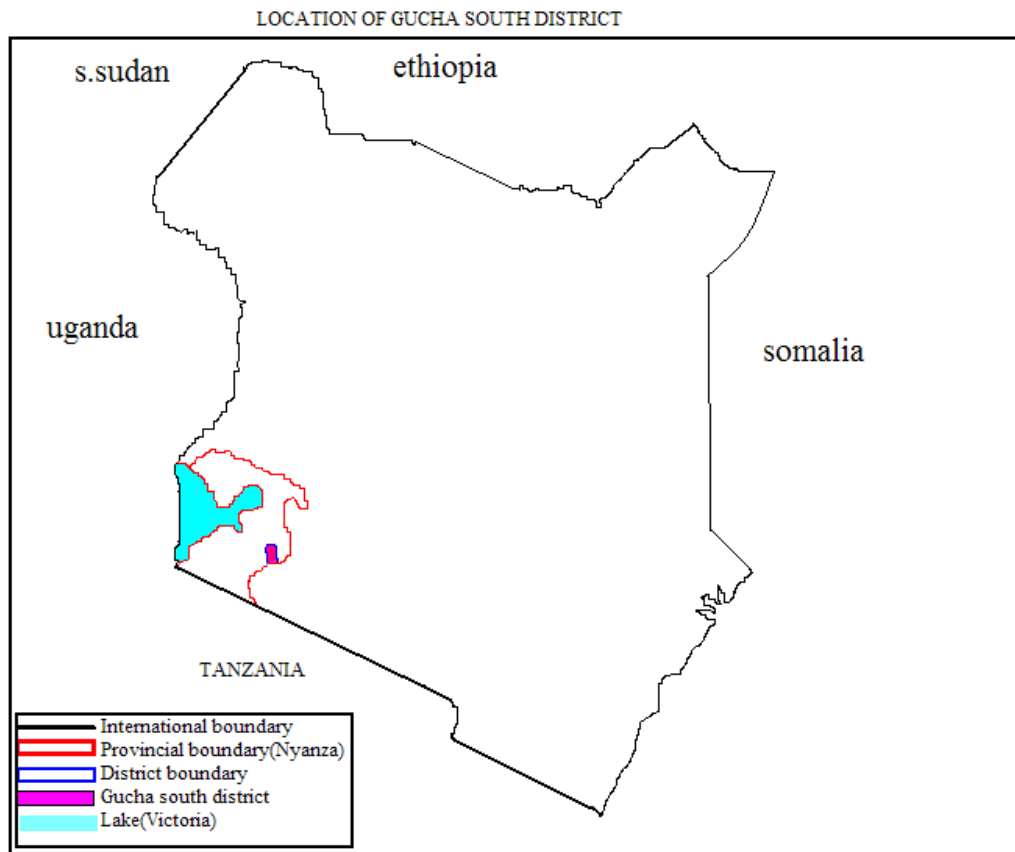 LOCATION OF GUCHA SOUTH DISTRICT
s.sudan
ethiopia
uganda
somalia
TANZANIA
International boundary
Provincial boundary(Nyanza)
District boundary
Gucha south district
Lake(Victoria)